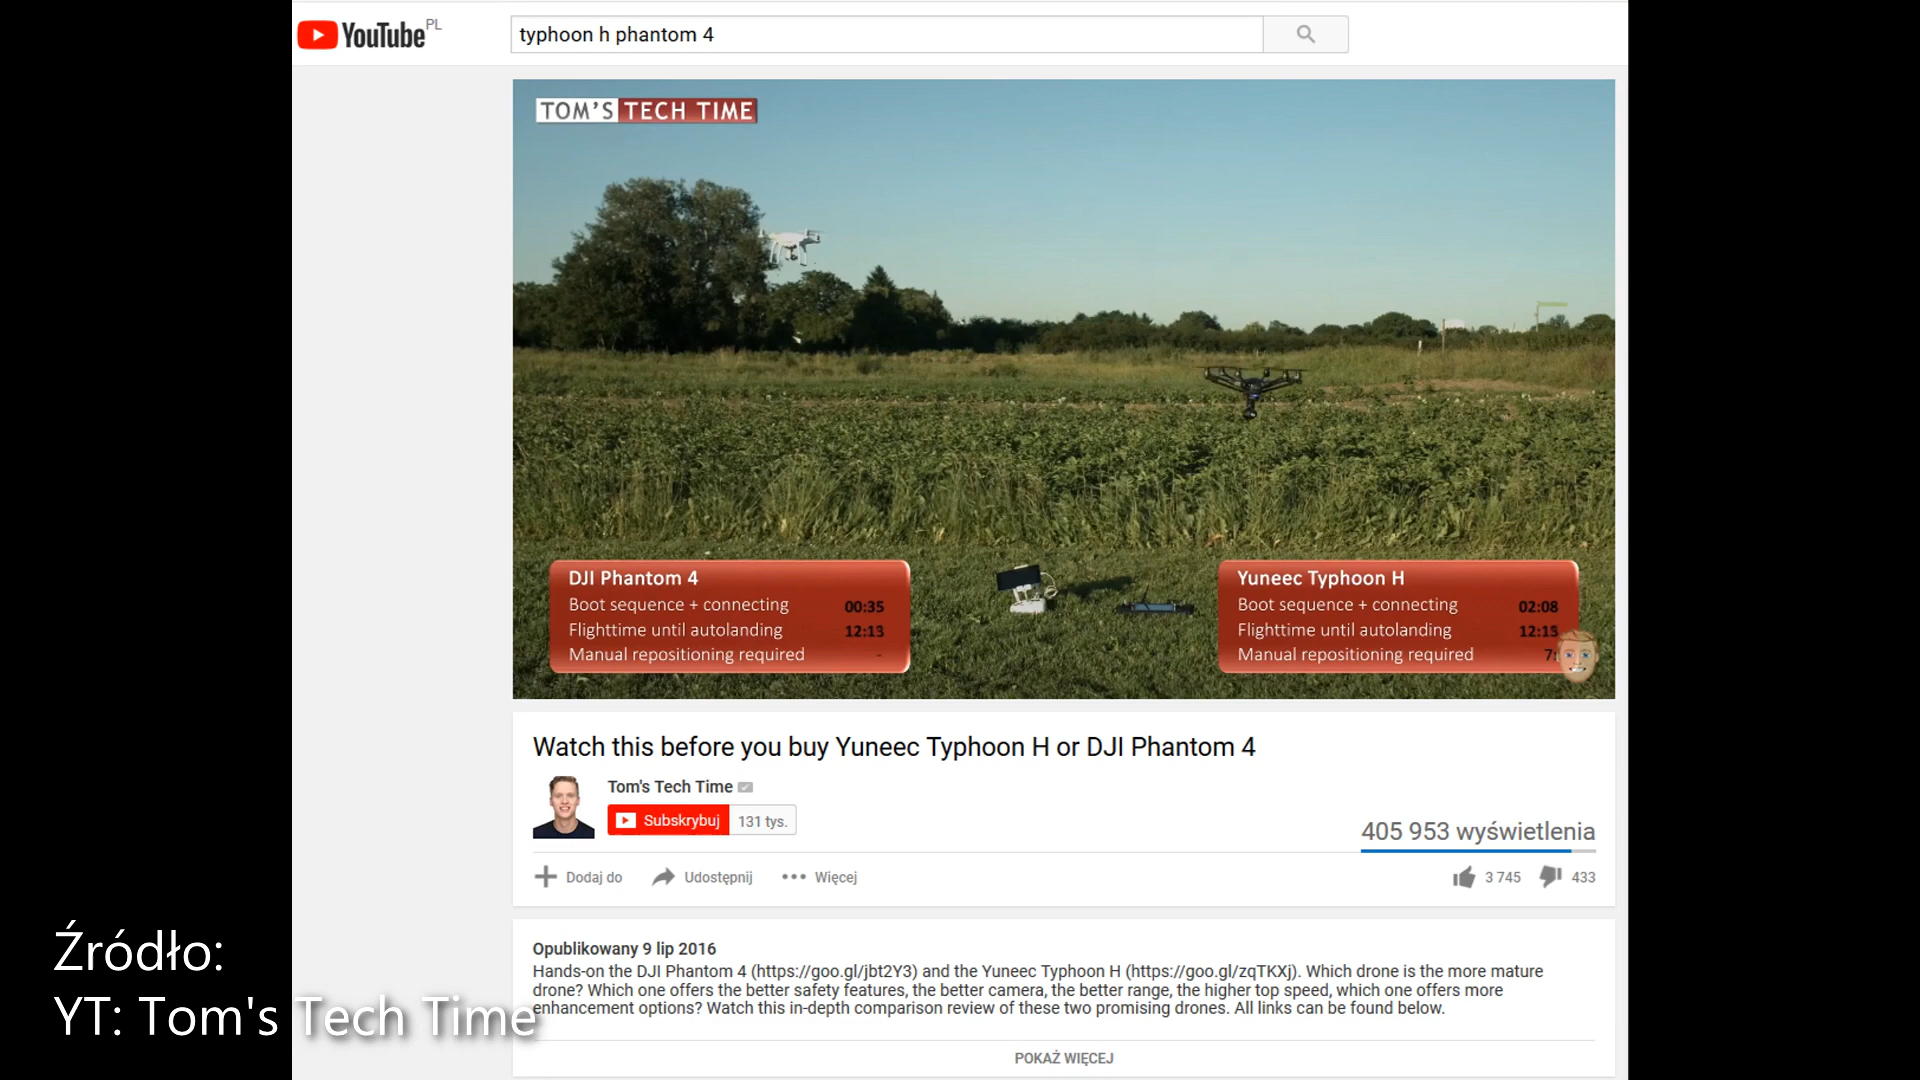 YouTube PL
typhoon h phantom 4
TOM'S TECH TIME
DJI Phantom 4
Boot sequence + connecting 00:35
Flighttime until autolanding 12:13
Manual repositioning required -
Yuneec Typhoon H
Boot sequence + connecting 02:08
Flighttime until autolanding 12:15
Manual repositioning required 7:
Watch this before you buy Yuneec Typhoon H or DJI Phantom 4
Tom's Tech Time
Subskrybuj 131 tys.
405 953 wyświetlenia
Dodaj do Udostępnij Więcej 3 745 433
Opublikowany 9 lip 2016
Hands-on the DJI Phantom 4 (https://goo.gl/jbt2Y3) and the Yuneec Typhoon H (https://goo.gl/zqTKXj). Which drone is the more mature
drone? Which one offers the better safety features, the better camera, the better range, the higher top speed, which one offers more
enhancement options? Watch this in-depth comparison review of these two promising drones. All links can be found below.
POKAŻ WIĘCEJ
Źródło:
YT: Tom's Tech Time